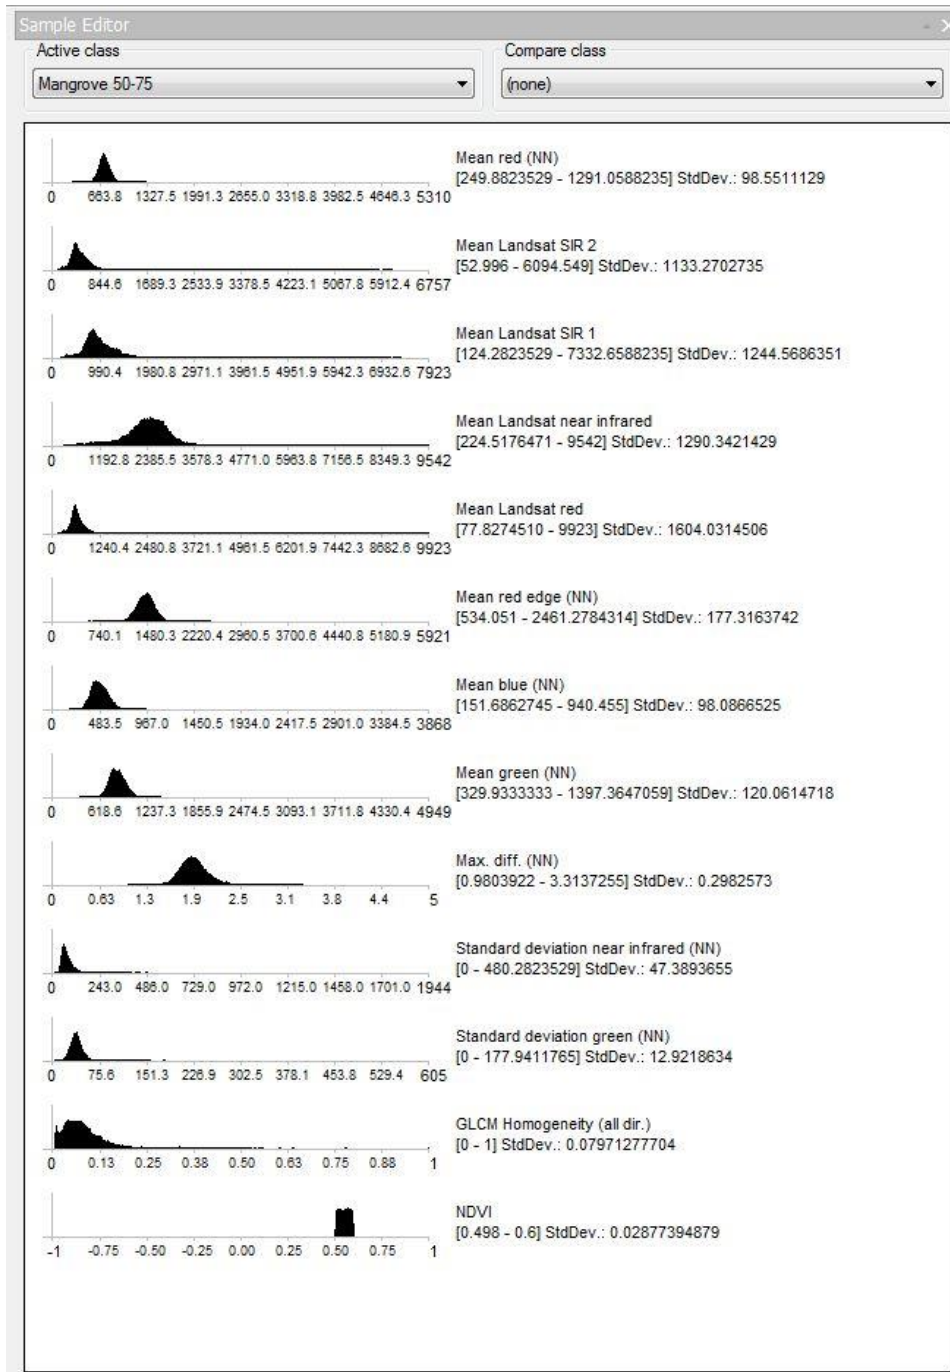 Sample Editor
Active class
Compare class
Mangrove 50-75
(none)
Mean red (NN)
[249.8823529 - 1291.0588235] StdDev.: 98.5511129
0 663.8 1327.5 1991.3 2655.0 3318.8 3982.5 4646.3 5310
Mean Landsat SIR 2
[52.996 - 6094.549] StdDev.: 1133.2702735
0 844.6 1689.3 2533.9 3378.5 4223.1 5067.8 5912.4 6757
Mean Landsat SIR 1
[124.2823529 - 7332.6588235] StdDev.: 1244.5686351
0 990.4 1980.8 2971.1 3961.5 4951.9 5942.3 6932.6 7923
Mean Landsat near infrared
[224.5176471 - 9542] StdDev.: 1290.3421429
0 1192.8 2385.5 3578.3 4771.0 5963.8 7156.5 8349.3 9542
Mean Landsat red
[77.8274510 - 9923] StdDev.: 1604.0314506
0 1240.4 2480.8 3721.1 4961.5 6201.9 7442.3 8682.6 9923
Mean red edge (NN)
[534.051 - 2461.2784314] StdDev.: 177.3163742
0 740.1 1480.3 2220.4 2960.5 3700.6 4440.8 5180.9 5921
Mean blue (NN)
[151.6862745 - 940.455] StdDev.: 98.0866525
0 483.5 967.0 1450.5 1934.0 2417.5 2901.0 3384.5 3868
Mean green (NN)
[329.9333333 - 1397.3647059] StdDev.: 120.0614718
0 618.6 1237.3 1855.9 2474.5 3093.1 3711.8 4330.4 4949
Max. diff. (NN)
[0.9803922 - 3.3137255] StdDev.: 0.2982573
0 0.63 1.3 1.9 2.5 3.1 3.8 4.4 5
Standard deviation near infrared (NN)
[0 - 480.2823529] StdDev.: 47.3893655
0 243.0 486.0 729.0 972.0 1215.0 1458.0 1701.0 1944
Standard deviation green (NN)
[0 - 177.9411765] StdDev.: 12.9218634
0 75.6 151.3 226.9 302.5 378.1 453.8 529.4 605
GLCM Homogeneity (all dir.)
[0 - 1] StdDev.: 0.07971277704
0 0.13 0.25 0.38 0.50 0.63 0.75 0.88 1
NDVI
[0.498 - 0.6] StdDev.: 0.02877394879
-1 -0.75 -0.50 -0.25 0.00 0.25 0.50 0.75 1